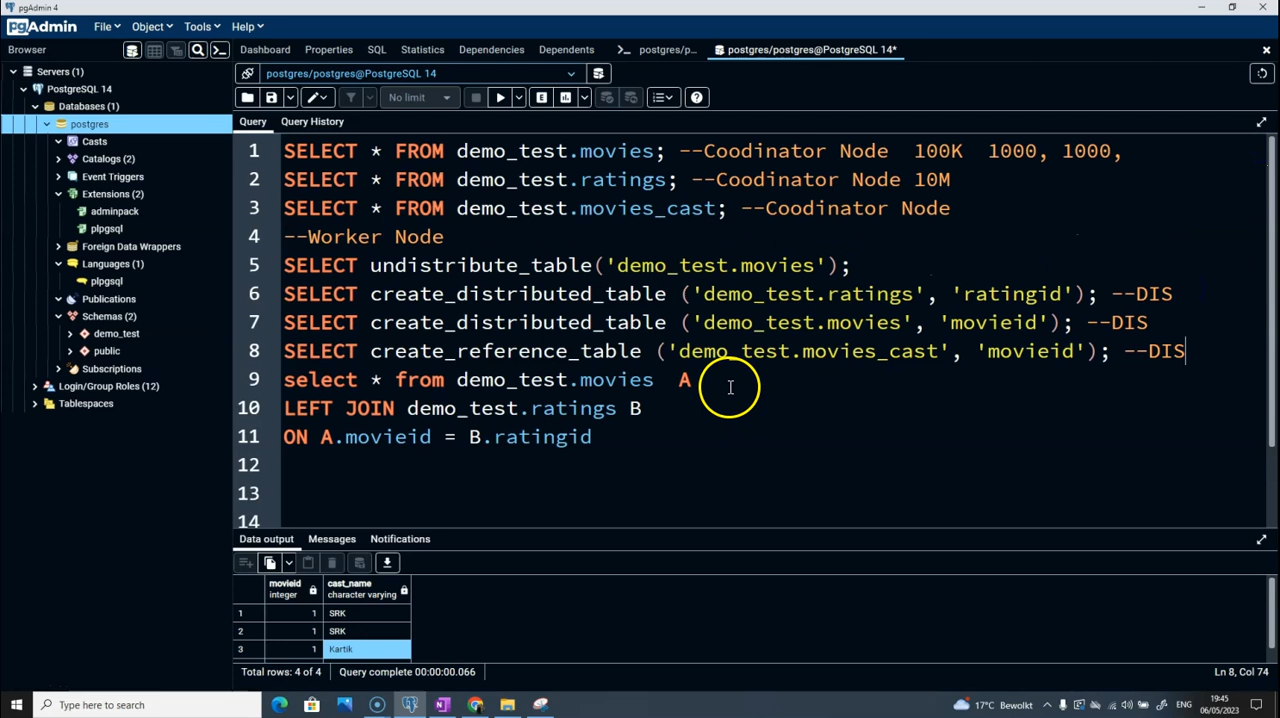 pgAdmin 4
pgAdmin File Object Tools Help
Browser Dashboard Properties SQL Statistics Dependencies Dependents postgres/p... postgres/postgres@PostgreSQL 14*
Servers (1)
PostgreSQL 14
Databases (1)
postgres
Casts
Catalogs (2)
Event Triggers
Extensions (2)
adminpack
plpgsql
Foreign Data Wrappers
Languages (1)
plpgsql
Publications
Schemas (2)
demo_test
public
Subscriptions
Login/Group Roles (12)
Tablespaces
postgres/postgres@PostgreSQL 14
No limit
Query Query History
1 SELECT * FROM demo_test.movies; --Coodinator Node 100K 1000, 1000,
2 SELECT * FROM demo_test.ratings; --Coodinator Node 10M
3 SELECT * FROM demo_test.movies_cast; --Coodinator Node
4 --Worker Node
5 SELECT undistribute_table('demo_test.movies');
6 SELECT create_distributed_table ('demo_test.ratings', 'ratingid'); --DIS
7 SELECT create_distributed_table ('demo_test.movies', 'movieid'); --DIS
8 SELECT create_reference_table ('demo_test.movies_cast', 'movieid'); --DIS
9 select * from demo_test.movies A
10 LEFT JOIN demo_test.ratings B
11 ON A.movieid = B.ratingid
12
13
14
Data output Messages Notifications
movieid cast_name
integer character varying
1 1 SRK
2 1 SRK
3 1 Kartik
Total rows: 4 of 4 Query complete 00:00:00.066 Ln 8, Col 74
Type here to search 17°C Bewolkt ENG 19:45
06/05/2023